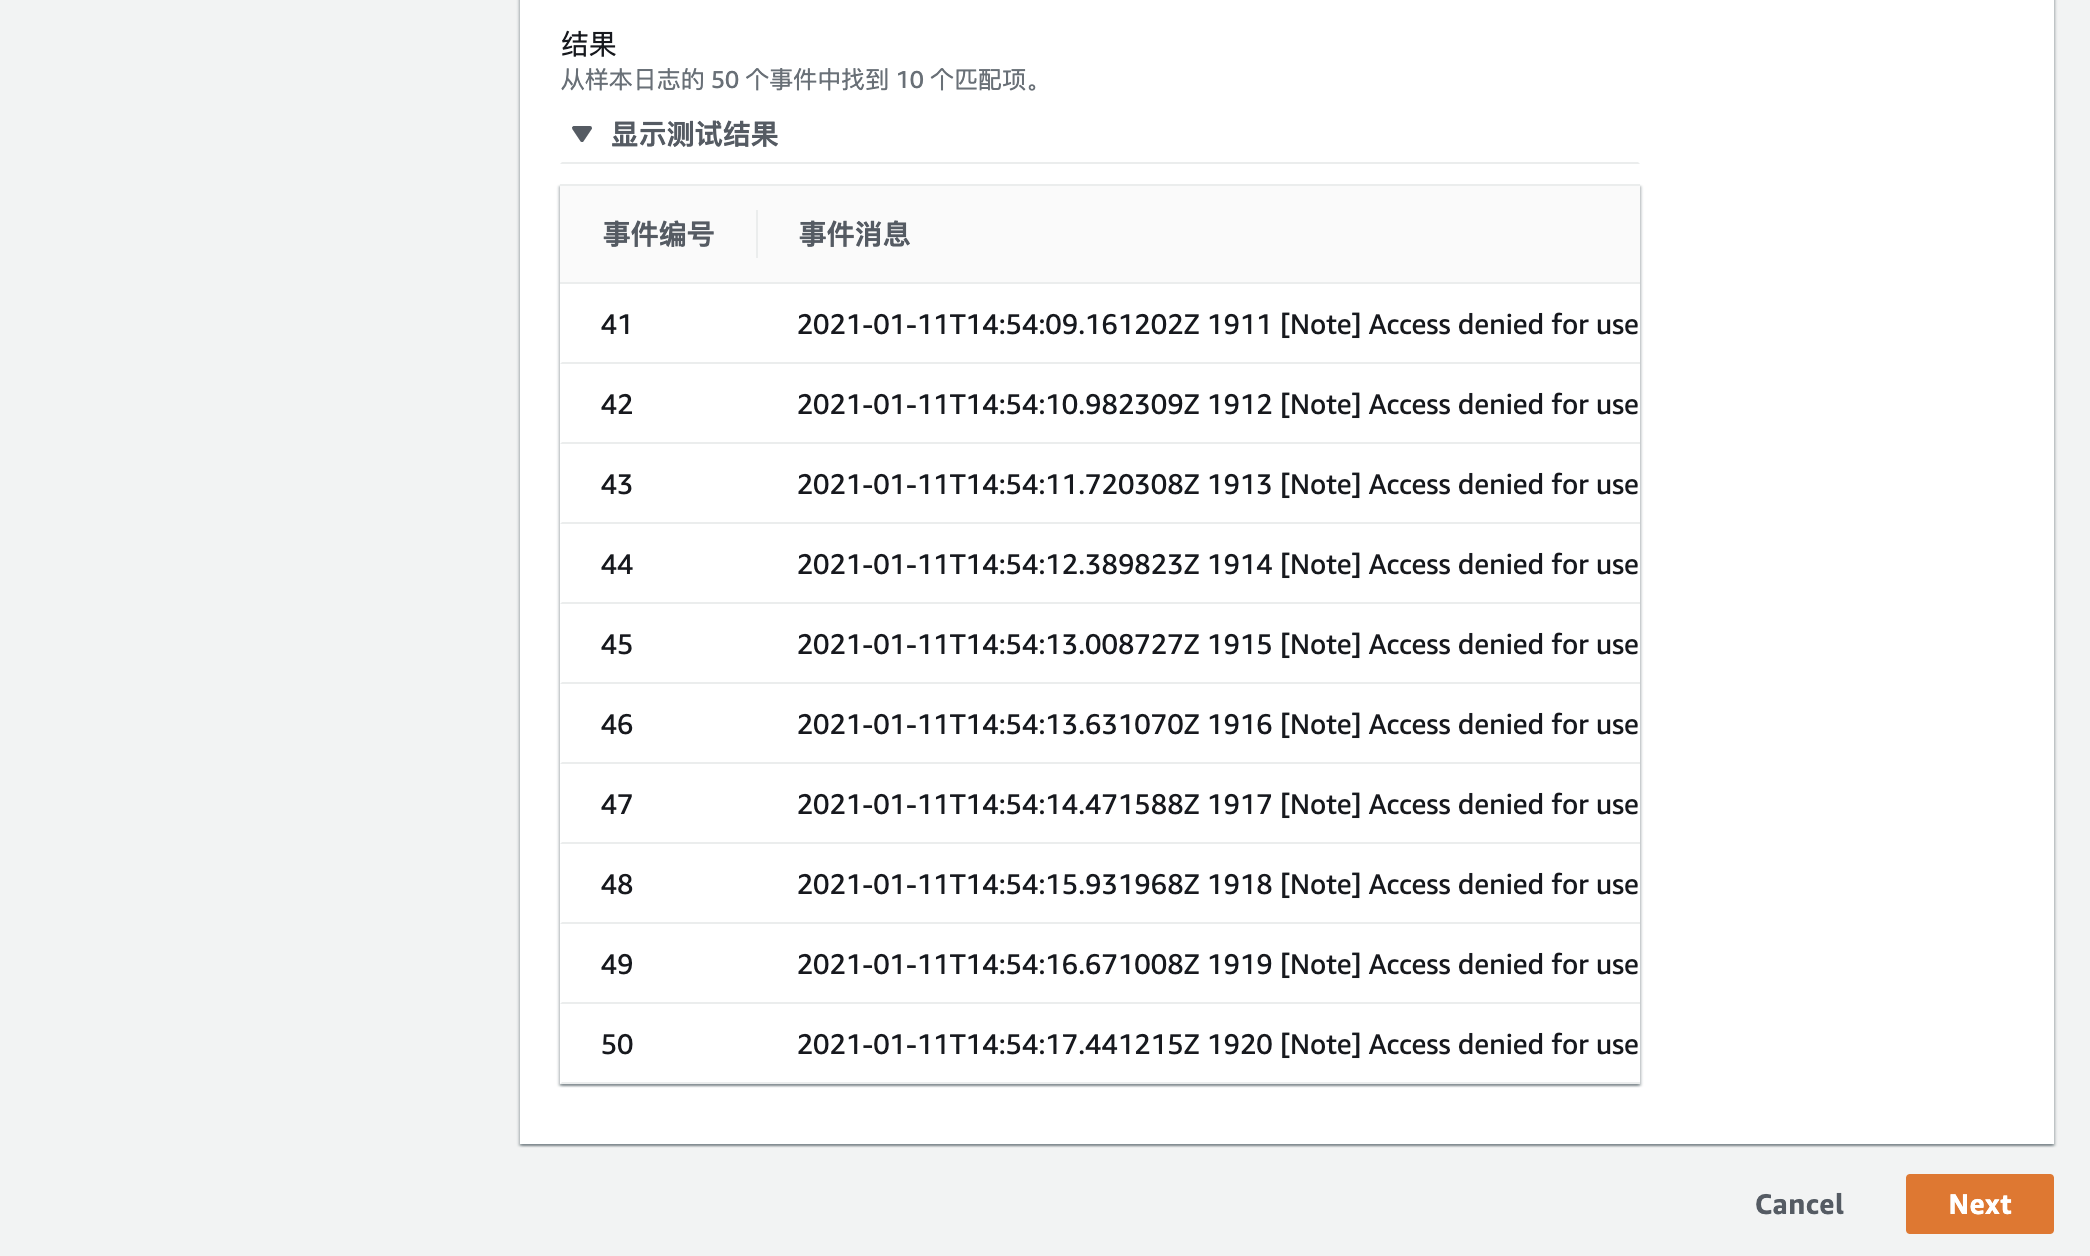 结果
从样本日志的 50 个事件中找到 10 个匹配项。
显示测试结果
事件编号 事件消息
41 2021-01-11T14:54:09.161202Z 1911 [Note] Access denied for use
42 2021-01-11T14:54:10.982309Z 1912 [Note] Access denied for use
43 2021-01-11T14:54:11.720308Z 1913 [Note] Access denied for use
44 2021-01-11T14:54:12.389823Z 1914 [Note] Access denied for use
45 2021-01-11T14:54:13.008727Z 1915 [Note] Access denied for use
46 2021-01-11T14:54:13.631070Z 1916 [Note] Access denied for use
47 2021-01-11T14:54:14.471588Z 1917 [Note] Access denied for use
48 2021-01-11T14:54:15.931968Z 1918 [Note] Access denied for use
49 2021-01-11T14:54:16.671008Z 1919 [Note] Access denied for use
50 2021-01-11T14:54:17.441215Z 1920 [Note] Access denied for use
Cancel Next